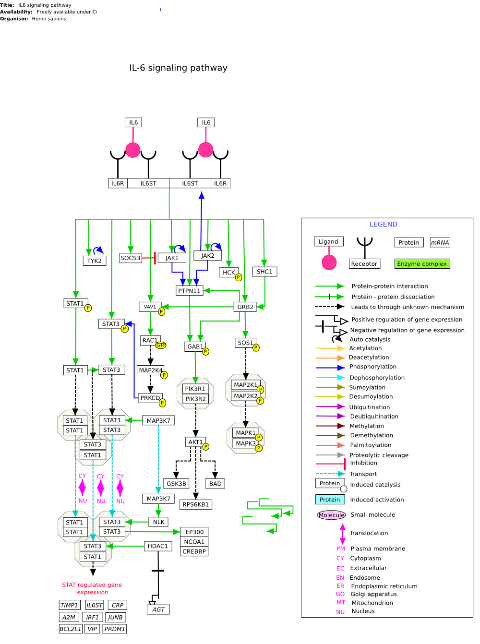 Title: IL6 signaling pathway
Availability: Freely available under CI
Organism: Homo sapiens
IL-6 signaling pathway
IL6 IL6
IL6R IL6ST IL6ST IL6R
TYK2 SOCS3 JAK1 JAK2 HCK P SHC1
PTPN11
STAT1 P VAV1 P GRB2
STAT3 P RAC1 GTP GAB1 P SOS1 P
STAT1 STAT3 MAP2K4 P
PIK3R1
PIK3R2
MAP2K1 P
MAP2K2 P
PRKCD P
STAT1 STAT3 MAP3K7
STAT1 STAT3
STAT3
STAT1
AKT1 P
MAPK1 P
MAPK3 P
CY CY CY
NU NU NU
GSK3B BAD
MAP3K7 RPS6KB1
STAT1 STAT3 NLK
STAT1 STAT3
EP300
NCOA1
CREBBP
STAT3
STAT1
HDAC1
STAT regulated gene
expression
TIMP1 IL6ST CRP
A2M IRF1 JUNB
BCL2L1 VIP PRDM1
AGT
LEGEND
Ligand Protein mRNA
Receptor Enzyme complex
Protein-protein interaction
Protein - protein dissociation
Leads to through unknown mechanism
Positive regulation of gene expression
Negative regulation of gene expression
Auto catalysis
Acetylation
Deacetylation
Phosphorylation
Dephosphorylation
Sumoylation
Desumoylation
Ubiquitination
Deubiquitination
Methylation
Demethylation
Palmitoylation
Proteolytic cleavage
Inhibition
Transport
Protein Induced catalysis
Protein Induced activation
Molecule Small molecule
Translocation
PM Plasma membrane
CY Cytoplasm
EC Extracellular
EN Endosome
ER Endoplasmic reticulum
GO Golgi apparatus
MT Mitochondrion
NU Nucleus